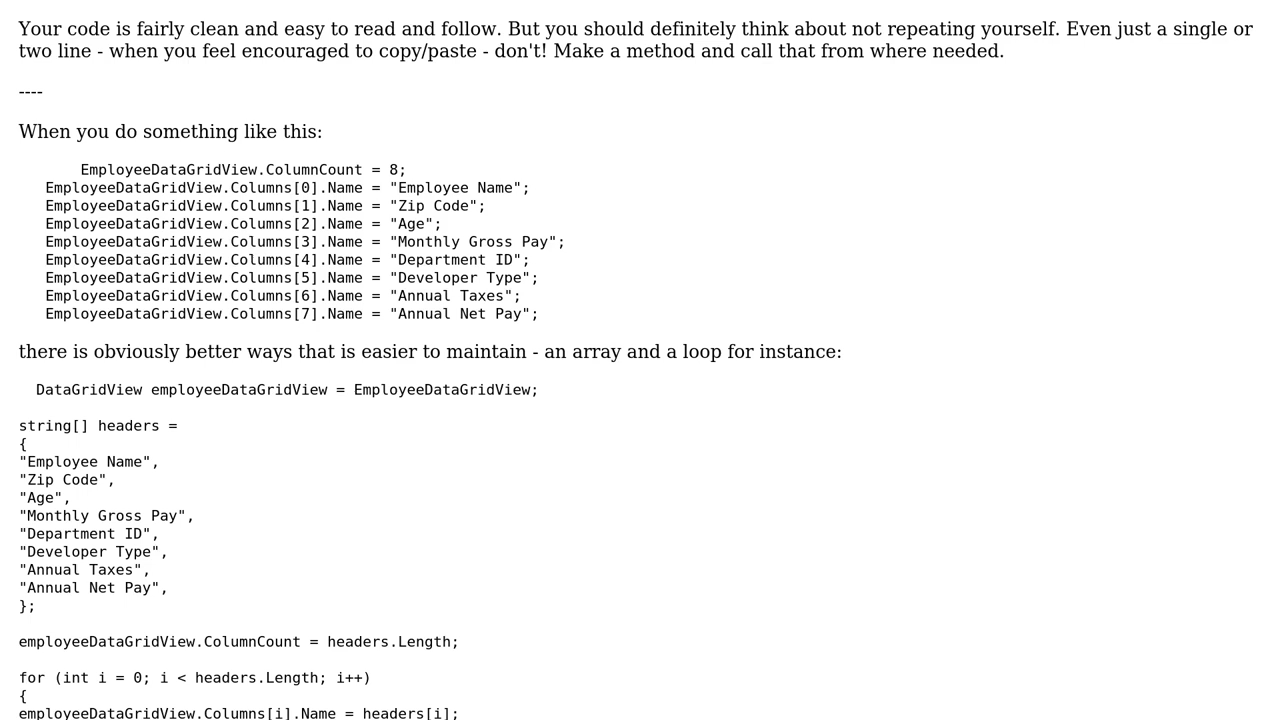 Your code is fairly clean and easy to read and follow. But you should definitely think about not repeating yourself. Even just a single or
two line - when you feel encouraged to copy/paste - don't! Make a method and call that from where needed.
----
When you do something like this:
EmployeeDataGridView.ColumnCount = 8;
EmployeeDataGridView.Columns[0].Name = "Employee Name";
EmployeeDataGridView.Columns[1].Name = "Zip Code";
EmployeeDataGridView.Columns[2].Name = "Age";
EmployeeDataGridView.Columns[3].Name = "Monthly Gross Pay";
EmployeeDataGridView.Columns[4].Name = "Department ID";
EmployeeDataGridView.Columns[5].Name = "Developer Type";
EmployeeDataGridView.Columns[6].Name = "Annual Taxes";
EmployeeDataGridView.Columns[7].Name = "Annual Net Pay";
there is obviously better ways that is easier to maintain - an array and a loop for instance:
DataGridView employeeDataGridView = EmployeeDataGridView;
string[] headers =
{
"Employee Name",
"Zip Code",
"Age",
"Monthly Gross Pay",
"Department ID",
"Developer Type",
"Annual Taxes",
"Annual Net Pay",
};
employeeDataGridView.ColumnCount = headers.Length;
for (int i = 0; i < headers.Length; i++)
{
employeeDataGridView.Columns[i].Name = headers[i];